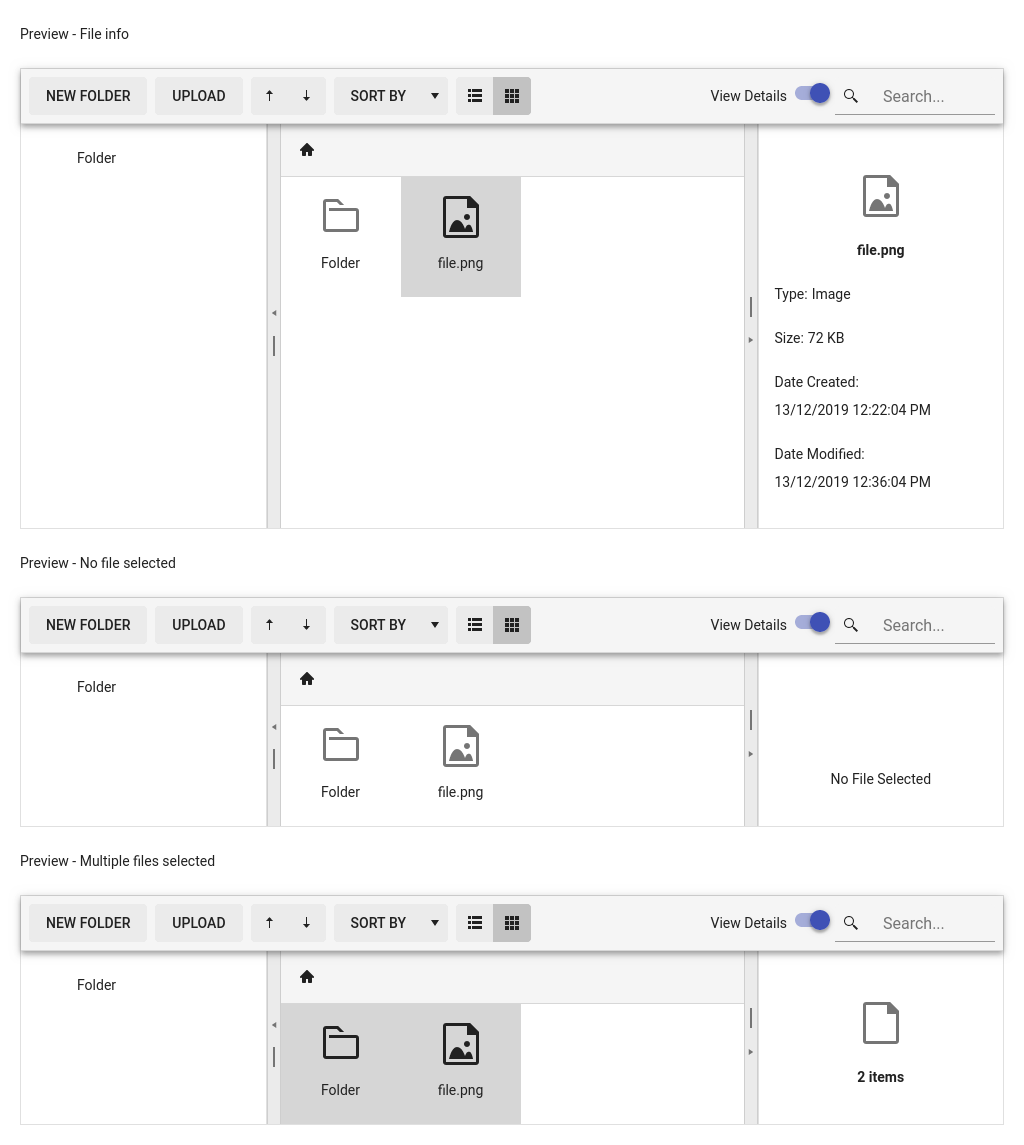 Preview - File info
NEW FOLDER UPLOAD SORT BY View Details Search...
Folder
Folder file.png
file.png
Type: Image
Size: 72 KB
Date Created:
13/12/2019 12:22:04 PM
Date Modified:
13/12/2019 12:36:04 PM
Preview - No file selected
NEW FOLDER UPLOAD SORT BY View Details Search...
Folder
Folder file.png
No File Selected
Preview - Multiple files selected
NEW FOLDER UPLOAD SORT BY View Details Search...
Folder
Folder file.png
2 items